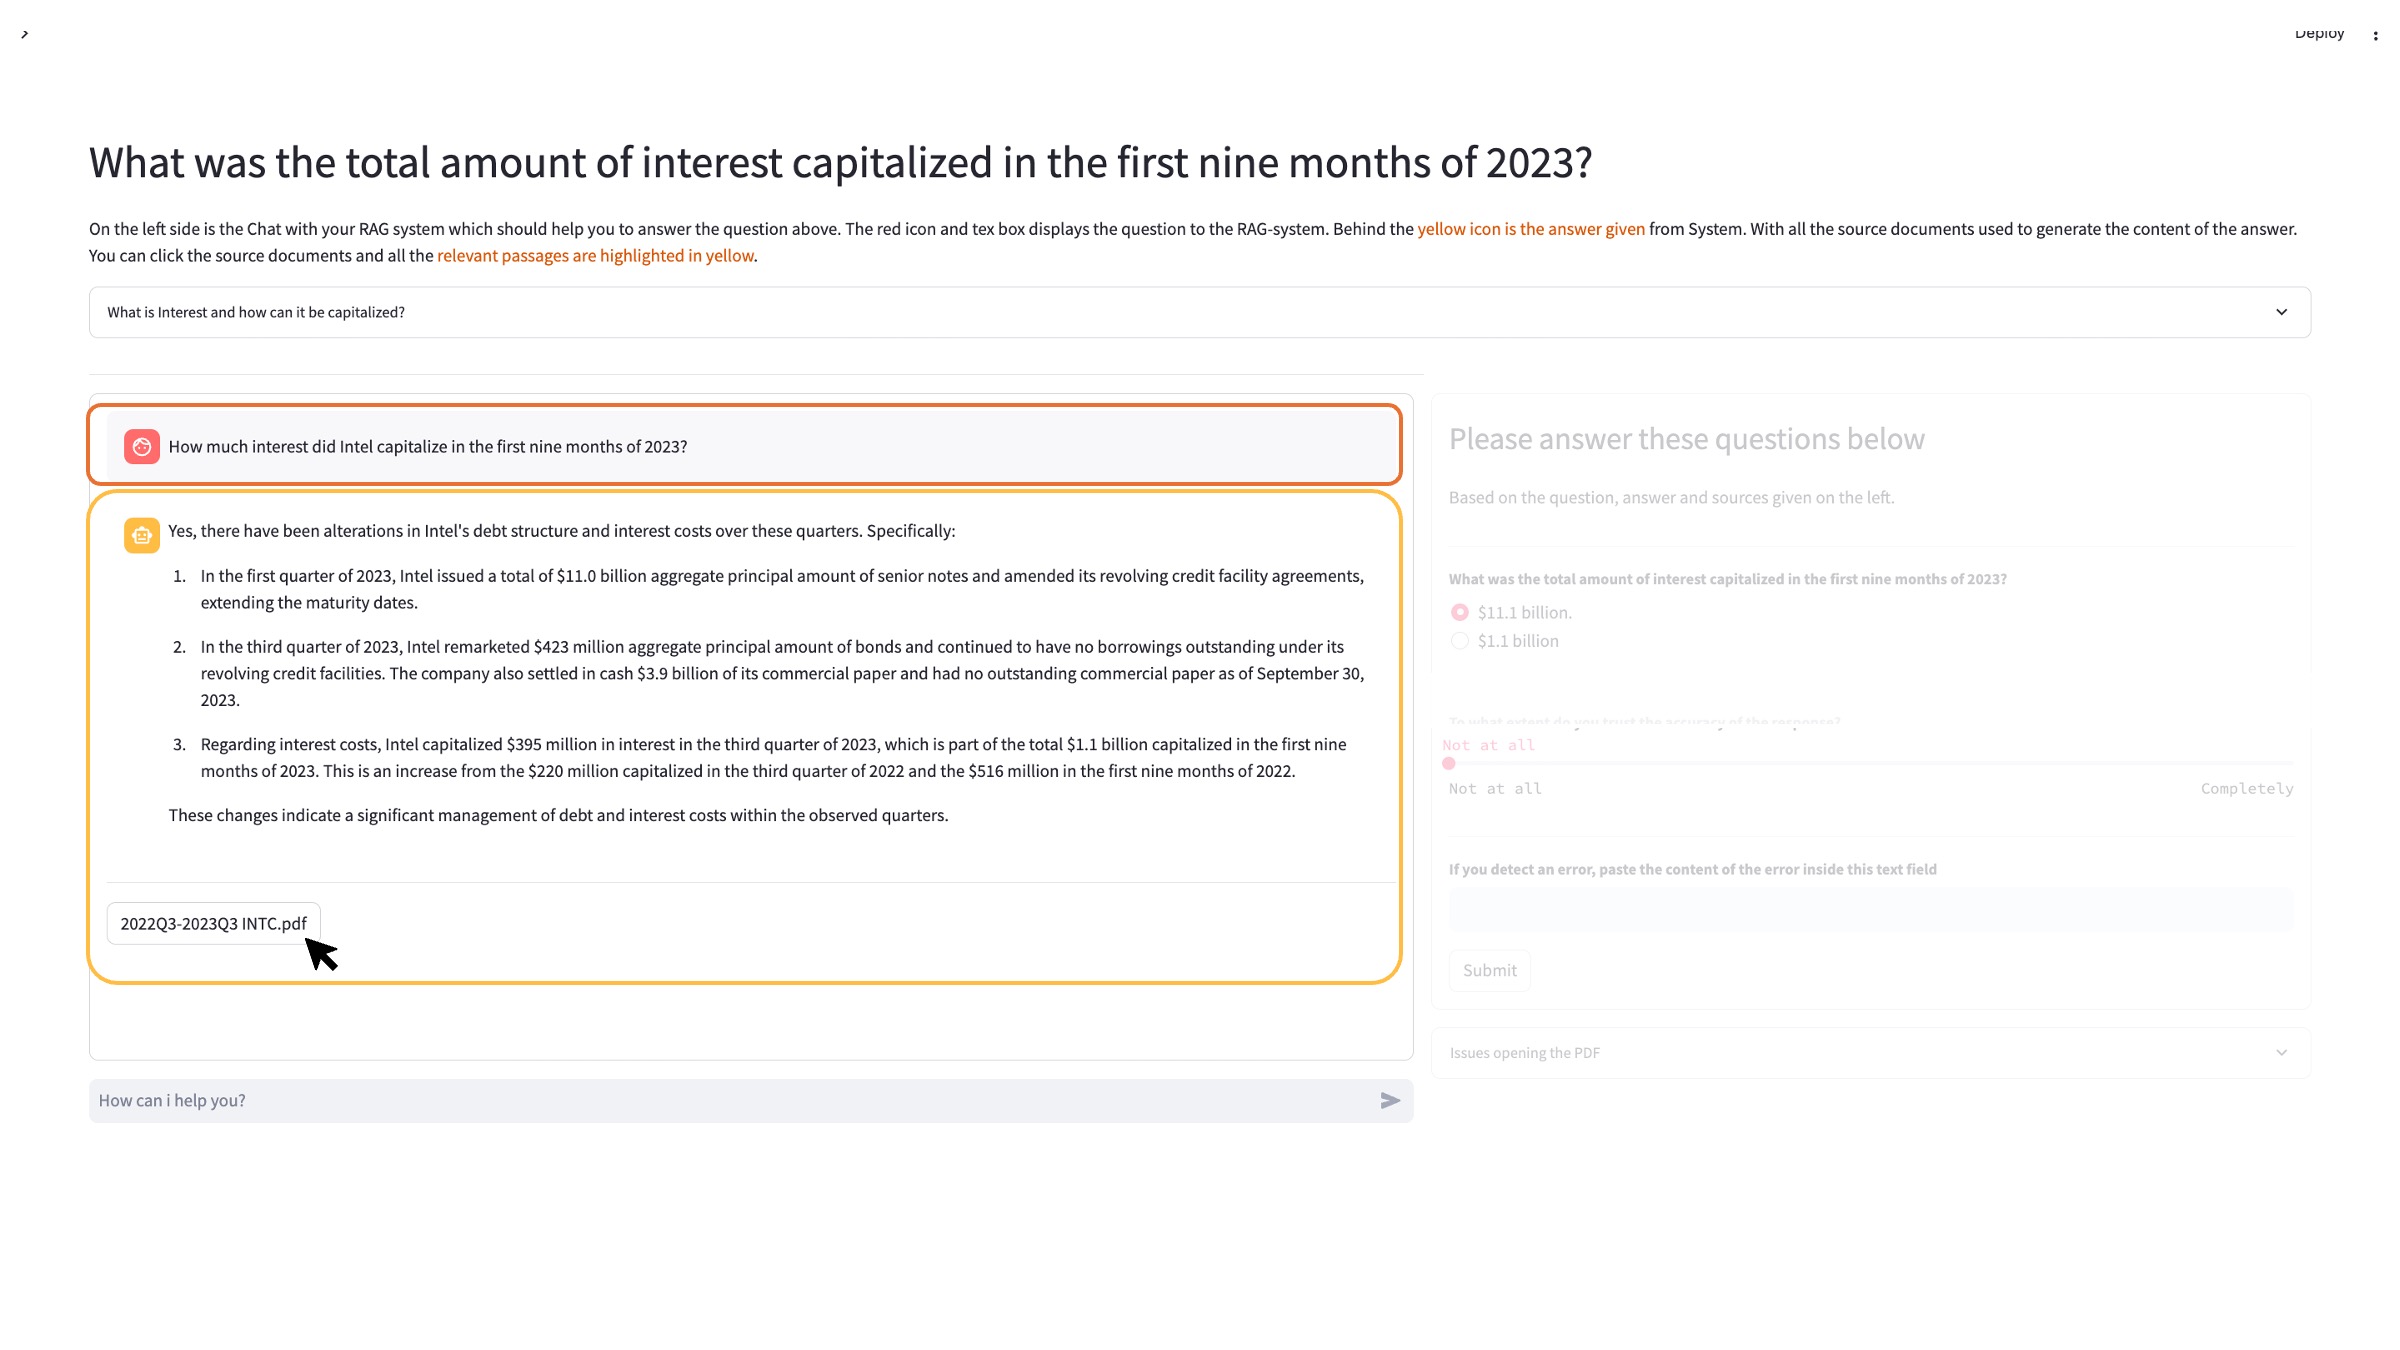 Deploy
What was the total amount of interest capitalized in the first nine months of 2023?
On the left side is the Chat with your RAG system which should help you to answer the question above. The red icon and tex box displays the question to the RAG-system. Behind the yellow icon is the answer given from System. With all the source documents used to generate the content of the answer.
You can click the source documents and all the relevant passages are highlighted in yellow.
What is Interest and how can it be capitalized?
How much interest did Intel capitalize in the first nine months of 2023?
Yes, there have been alterations in Intel's debt structure and interest costs over these quarters. Specifically:
1. In the first quarter of 2023, Intel issued a total of $11.0 billion aggregate principal amount of senior notes and amended its revolving credit facility agreements,
extending the maturity dates.
2. In the third quarter of 2023, Intel remarketed $423 million aggregate principal amount of bonds and continued to have no borrowings outstanding under its
revolving credit facilities. The company also settled in cash $3.9 billion of its commercial paper and had no outstanding commercial paper as of September 30,
2023.
3. Regarding interest costs, Intel capitalized $395 million in interest in the third quarter of 2023, which is part of the total $1.1 billion capitalized in the first nine
months of 2023. This is an increase from the $220 million capitalized in the third quarter of 2022 and the $516 million in the first nine months of 2022.
These changes indicate a significant management of debt and interest costs within the observed quarters.
2022Q3-2023Q3 INTC.pdf
How can i help you?
Please answer these questions below
Based on the question, answer and sources given on the left.
What was the total amount of interest capitalized in the first nine months of 2023?
$11.1 billion.
$1.1 billion
To what extent do you trust the accuracy of the response?
Not at all
Not at all Completely
If you detect an error, paste the content of the error inside this text field
Submit
Issues opening the PDF